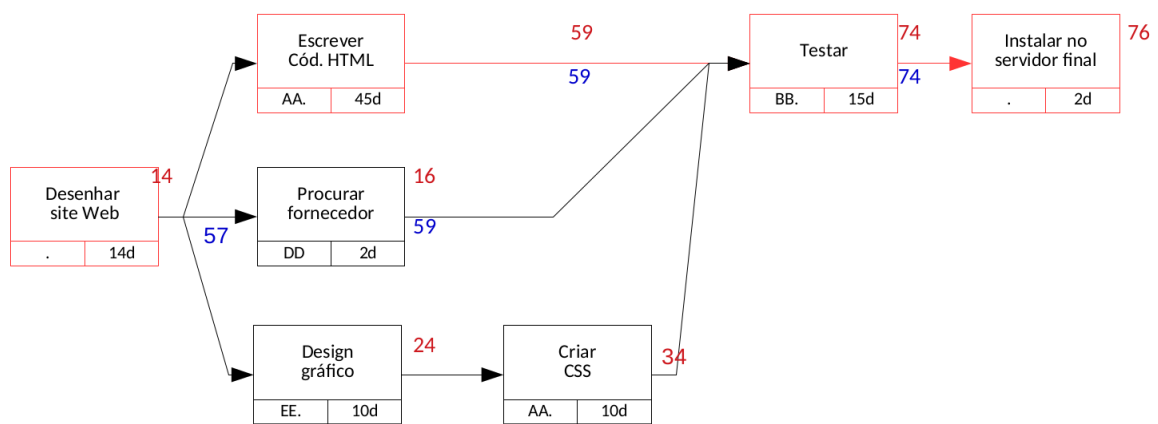 Escrever
Cód. HTML
AA.
45d
59
59
Testar
BB.
15d
74
74
Instalar no
servidor final
.
2d
76
Desenhar
site Web
.
14d
14
57
Procurar
fornecedor
DD
2d
16
59
Design
gráfico
EE.
10d
24
Criar
CSS
AA.
10d
34